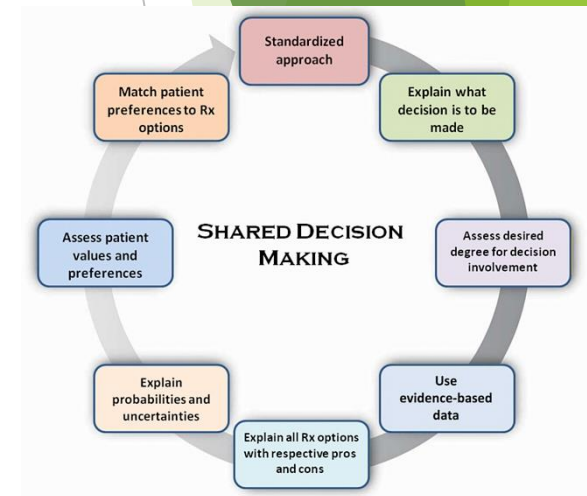 Standardized
approach
Explain what
decision is to be
made
Assess desired
degree for decision
involvement
Use
evidence-based
data
Explain all Rx options
with respective pros
and cons
Explain
probabilities and
uncertainties
Assess patient
values and
preferences
Match patient
preferences to Rx
options
SHARED DECISION
MAKING